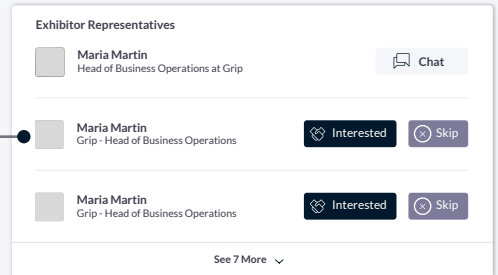 Exhibitor Representatives
Maria Martin
Head of Business Operations at Grip
Chat
Maria Martin
Grip - Head of Business Operations
Interested
Skip
Maria Martin
Grip - Head of Business Operations
Interested
Skip
See 7 More